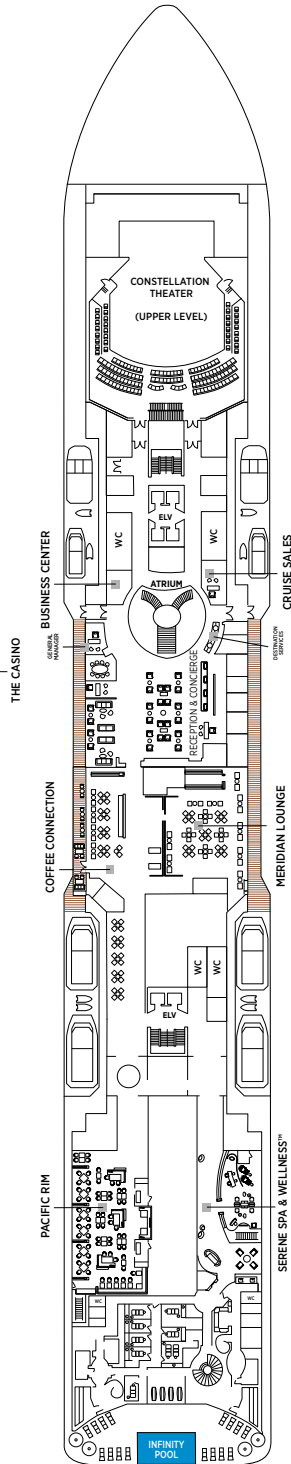 CONSTELLATION
THEATER
(UPPER LEVEL)
ELV
WC
WC
BUSINESS CENTER
CRUISE SALES
ATRIUM
THE CASINO
GENERAL
MANAGER
DESTINATION
SERVICES
RECEPTION & CONCIERGE
COFFEE CONNECTION
MERIDIAN LOUNGE
WC
WC
ELV
PACIFIC RIM
SERENE SPA & WELLNESS™
WC
WC
INFINITY
POOL